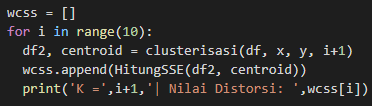 wcss = []
for i in range(10):
    df2, centroid = clusterisasi(df, x, y, i+1)
    wcss.append(HitungSSE(df2, centroid))
    print('K =',i+1,'| Nilai Distorsi: ',wcss[i])